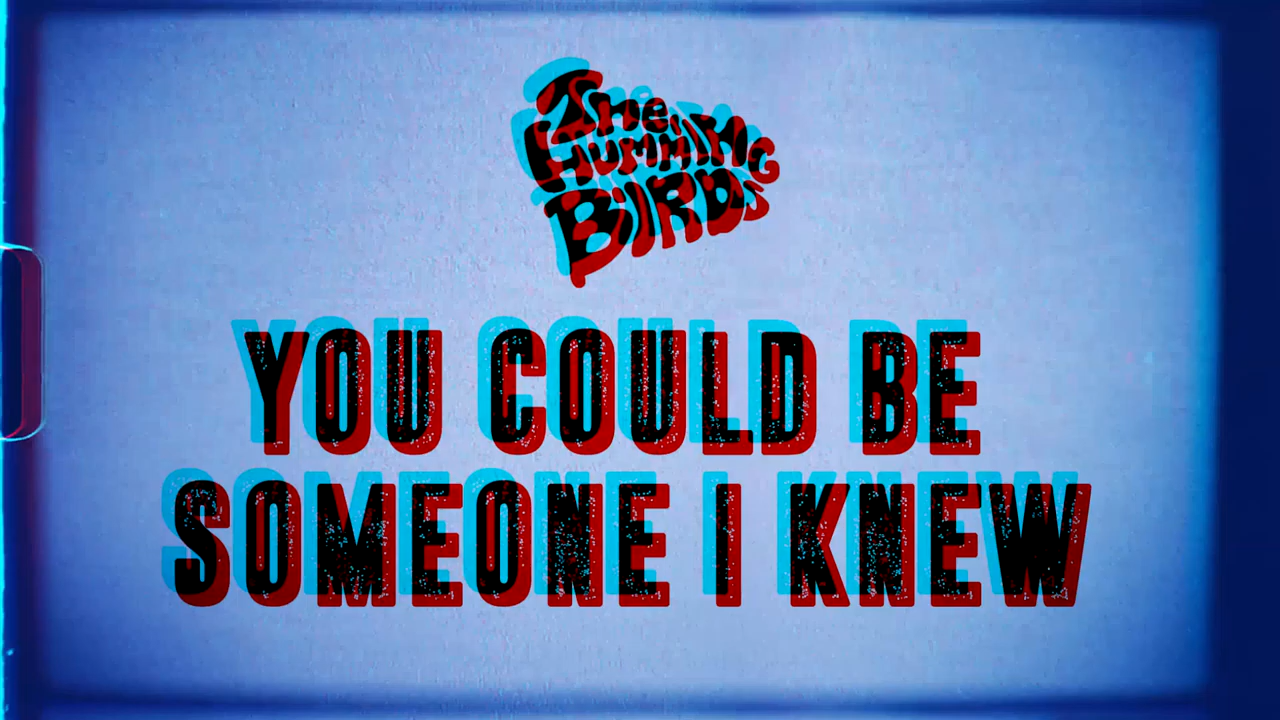 The
HUMMING
BIRDS
YOU COULD BE
SOMEONE I KNEW